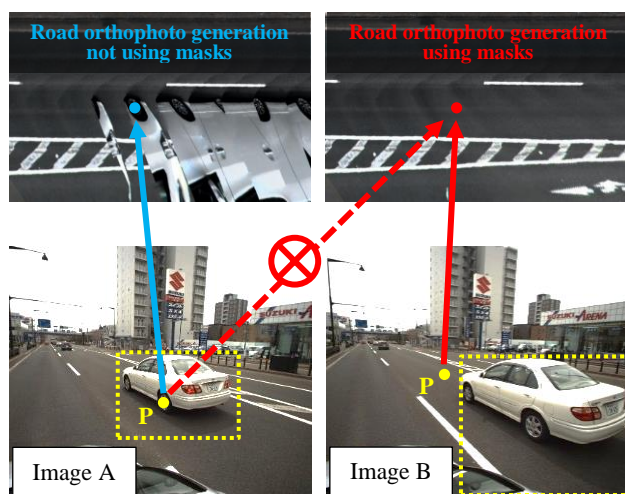 Road orthophoto generation
not using masks
Road orthophoto generation
using masks
P
Image A
SUZUKI ARENA
P
Image B